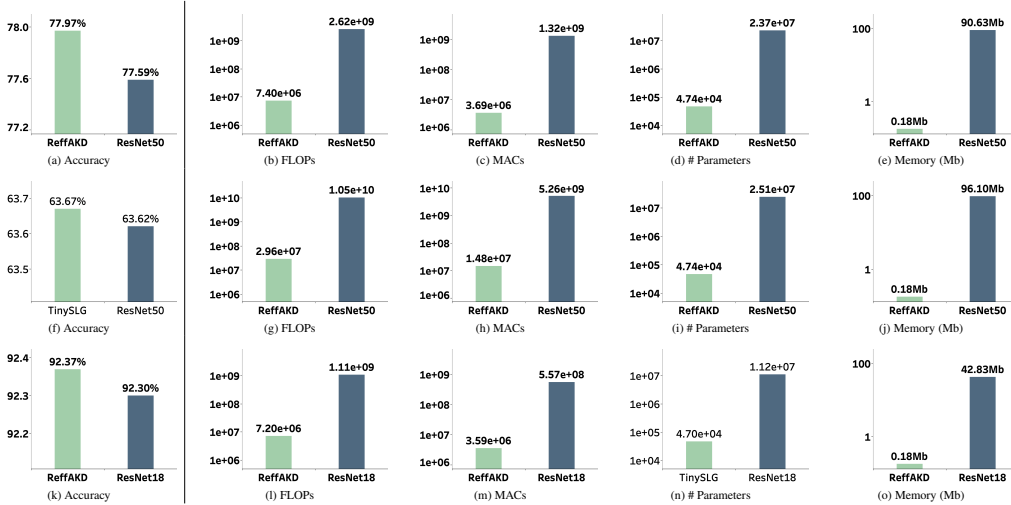 77.97%
78.0
77.59%
77.6
77.2
ReffAKD ResNet50
(a) Accuracy
2.62e+09
1e+09
1e+08
7.40e+06
1e+07
1e+06
ReffAKD ResNet50
(b) FLOPs
1.32e+09
1e+09
1e+08
1e+07
3.69e+06
1e+06
ReffAKD ResNet50
(c) MACs
2.37e+07
1e+07
1e+06
4.74e+04
1e+05
1e+04
ReffAKD ResNet50
(d) # Parameters
90.63Mb
100
1
0.18Mb
ReffAKD ResNet50
(e) Memory (Mb)
63.7
63.67%
63.62%
63.6
63.5
TinySLG ResNet50
(f) Accuracy
1.05e+10
1e+10
1e+09
2.96e+07
1e+08
1e+07
1e+06
ReffAKD ResNet50
(g) FLOPs
5.26e+09
1e+10
1e+09
1e+08
1.48e+07
1e+07
1e+06
ReffAKD ResNet50
(h) MACs
2.51e+07
1e+07
1e+06
4.74e+04
1e+05
1e+04
ReffAKD ResNet50
(i) # Parameters
96.10Mb
100
1
0.18Mb
ReffAKD ResNet50
(j) Memory (Mb)
92.4
92.37%
92.30%
92.3
92.2
ReffAKD ResNet18
(k) Accuracy
1.11e+09
1e+09
1e+08
7.20e+06
1e+07
1e+06
ReffAKD ResNet18
(l) FLOPs
5.57e+08
1e+09
1e+08
3.59e+06
1e+07
1e+06
ReffAKD ResNet18
(m) MACs
1.12e+07
1e+07
1e+06
4.70e+04
1e+05
1e+04
TinySLG ResNet18
(n) # Parameters
42.83Mb
100
1
0.18Mb
ReffAKD ResNet18
(o) Memory (Mb)